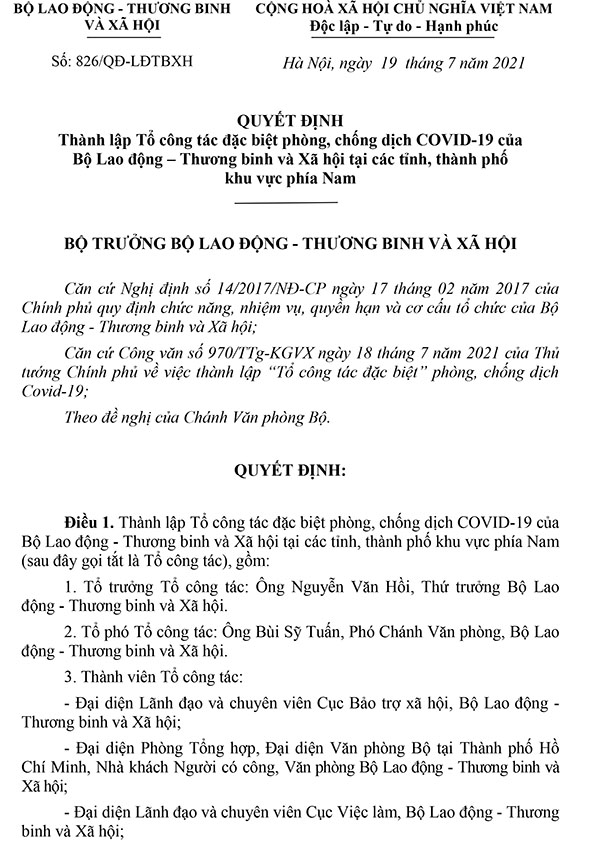 BỘ LAO ĐỘNG - THƯƠNG BINH
VÀ XÃ HỘI
Số: 826/QĐ-LĐTBXH
CỘNG HOÀ XÃ HỘI CHỦ NGHĨA VIỆT NAM
Độc lập - Tự do - Hạnh phúc
Hà Nội, ngày 19 tháng 7 năm 2021
QUYẾT ĐỊNH
Thành lập Tổ công tác đặc biệt phòng, chống dịch COVID-19 của
Bộ Lao động – Thương binh và Xã hội tại các tỉnh, thành phố
khu vực phía Nam
BỘ TRƯỞNG BỘ LAO ĐỘNG - THƯƠNG BINH VÀ XÃ HỘI
Căn cứ Nghị định số 14/2017/NĐ-CP ngày 17 tháng 02 năm 2017 của
Chính phủ quy định chức năng, nhiệm vụ, quyền hạn và cơ cấu tổ chức của Bộ
Lao động - Thương binh và Xã hội;
Căn cứ Công văn số 970/TTg-KGVX ngày 18 tháng 7 năm 2021 của Thủ
tướng Chính phủ về việc thành lập “Tổ công tác đặc biệt” phòng, chống dịch
Covid-19;
Theo đề nghị của Chánh Văn phòng Bộ.
QUYẾT ĐỊNH:
Điều 1. Thành lập Tổ công tác đặc biệt phòng, chống dịch COVID-19 của
Bộ Lao động - Thương binh và Xã hội tại các tỉnh, thành phố khu vực phía Nam
(sau đây gọi tắt là Tổ công tác), gồm:
1. Tổ trưởng Tổ công tác: Ông Nguyễn Văn Hồi, Thứ trưởng Bộ Lao
động - Thương binh và Xã hội.
2. Tổ phó Tổ công tác: Ông Bùi Sỹ Tuấn, Phó Chánh Văn phòng, Bộ Lao
động - Thương binh và Xã hội.
3. Thành viên Tổ công tác:
- Đại diện Lãnh đạo và chuyên viên Cục Bảo trợ xã hội, Bộ Lao động -
Thương binh và Xã hội;
- Đại diện Phòng Tổng hợp, Đại diện Văn phòng Bộ tại Thành phố Hồ
Chí Minh, Nhà khách Người có công, Văn phòng Bộ Lao động - Thương binh và
Xã hội;
- Đại diện Lãnh đạo và chuyên viên Cục Việc làm, Bộ Lao động - Thương
binh và Xã hội;